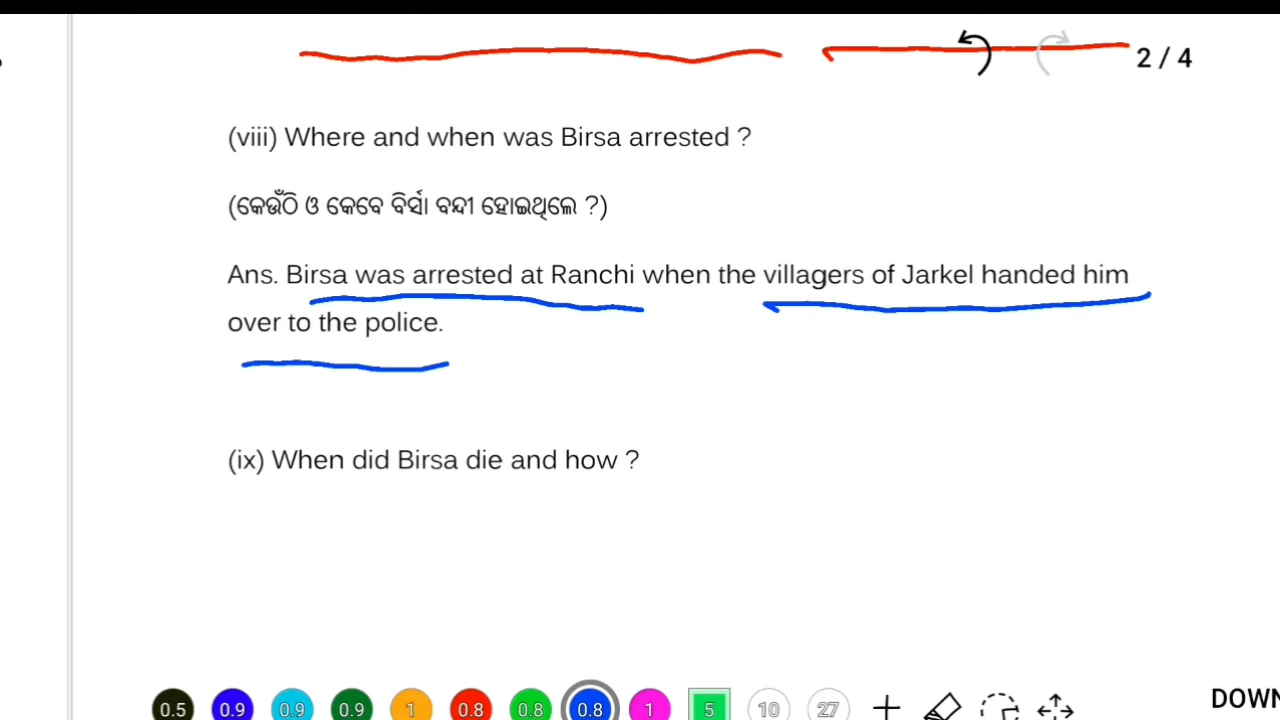 2 / 4
(viii) Where and when was Birsa arrested ?
(କେଉଁଠି ଓ କେବେ ବିର୍ସା ବନ୍ଦୀ ହୋଇଥିଲେ ?)
Ans. Birsa was arrested at Ranchi when the villagers of Jarkel handed him
over to the police.
(ix) When did Birsa die and how ?
0.5 0.9 0.9 0.9 1 0.8 0.8 0.8 1 5 10 27
DOWN